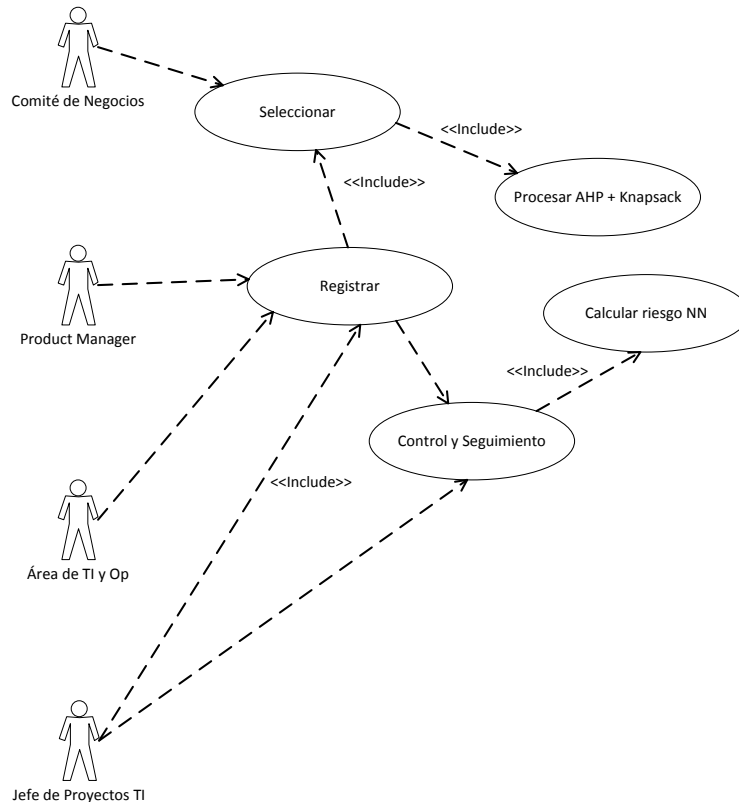 Comité de Negocios
Seleccionar
<<Include>>
Procesar AHP + Knapsack
<<Include>>
Product Manager
Registrar
Calcular riesgo NN
<<Include>>
Control y Seguimiento
<<Include>>
Área de TI y Op
Jefe de Proyectos TI